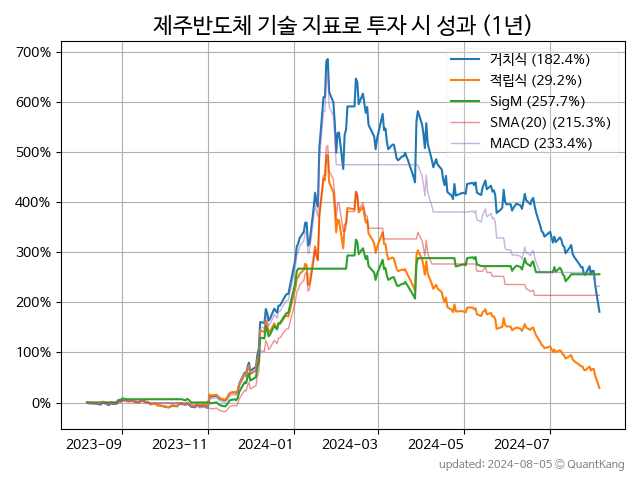 제주반도체 기술 지표로 투자 시 성과 (1년)
700%
600%
500%
400%
300%
200%
100%
0%
거치식 (182.4%)
적립식 (29.2%)
SigM (257.7%)
SMA(20) (215.3%)
MACD (233.4%)
2023-09
2023-11
2024-01
2024-03
2024-05
2024-07
updated: 2024-08-05 © QuantKang